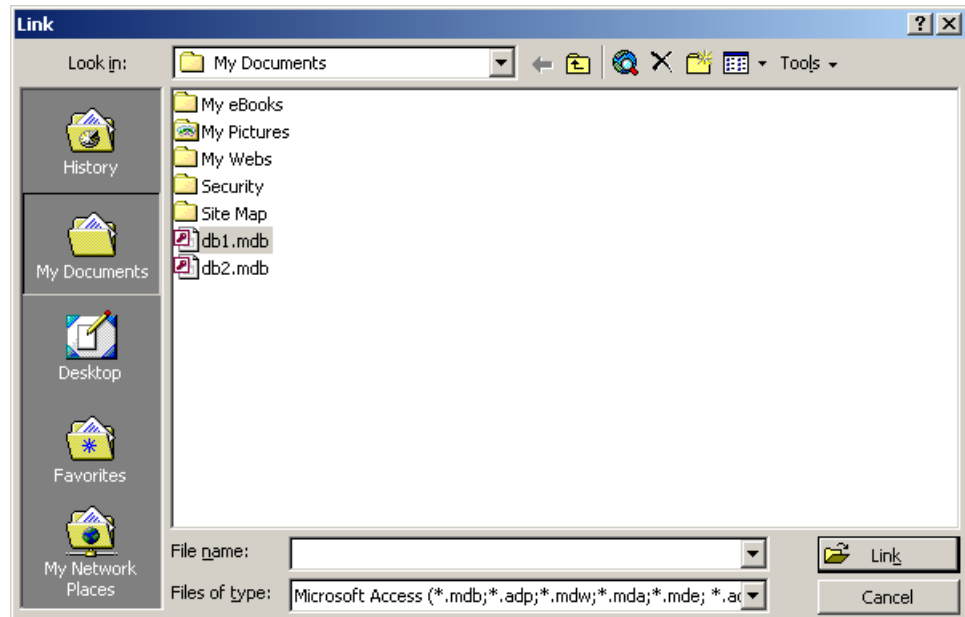 Link
Look in:
My Documents
Tools
History
My Documents
Desktop
Favorites
My Network
Places
My eBooks
My Pictures
My Webs
Security
Site Map
db1.mdb
db2.mdb
File name:
Link
Files of type:
Microsoft Access (*.mdb;*.adp;*.mdw;*.mda;*.mde;
Cancel